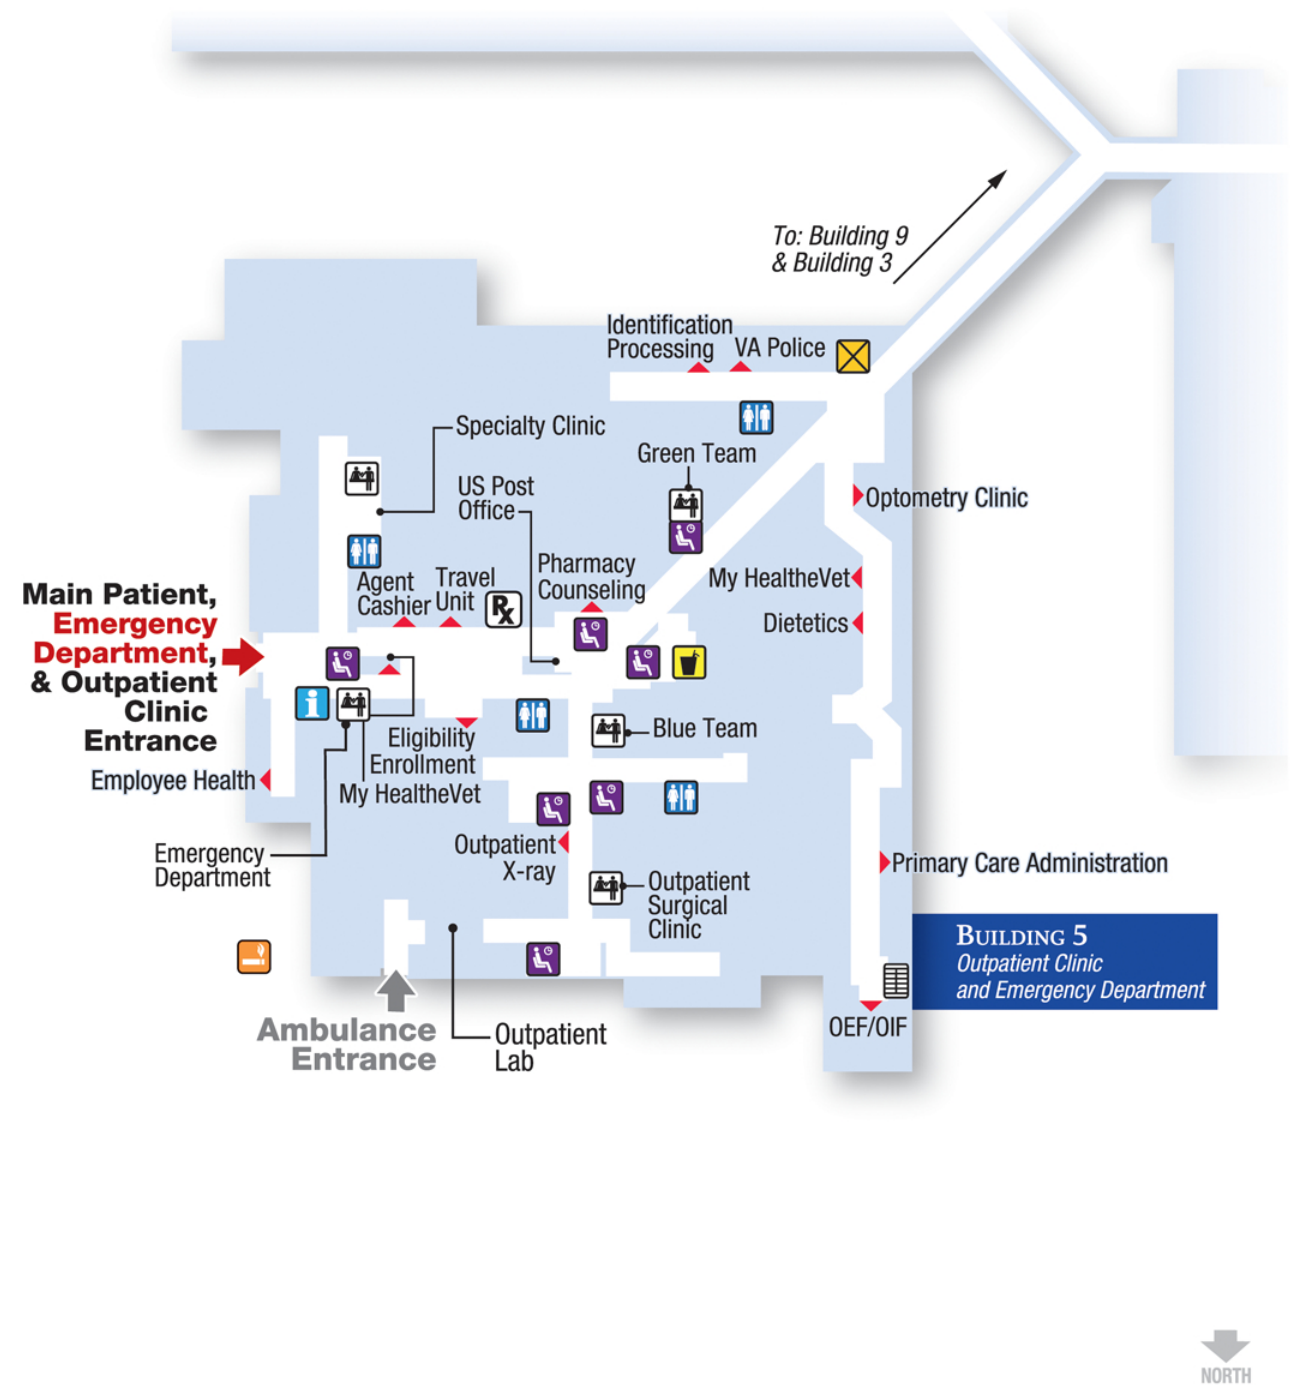 To: Building 9
& Building 3
Identification
Processing
VA Police
Specialty Clinic
Green Team
US Post
Office
Optometry Clinic
Pharmacy
Counseling
Agent
Cashier
Travel
Unit
Rx
My HealtheVet
Dietetics
Main Patient,
Emergency
Department,
& Outpatient
Clinic
Entrance
i
Blue Team
Eligibility
Enrollment
My HealtheVet
Employee Health
Outpatient
X-ray
Emergency
Department
Primary Care Administration
Outpatient
Surgical
Clinic
BUILDING 5
Outpatient Clinic
and Emergency Department
OEF/OIF
Ambulance
Entrance
Outpatient
Lab
NORTH